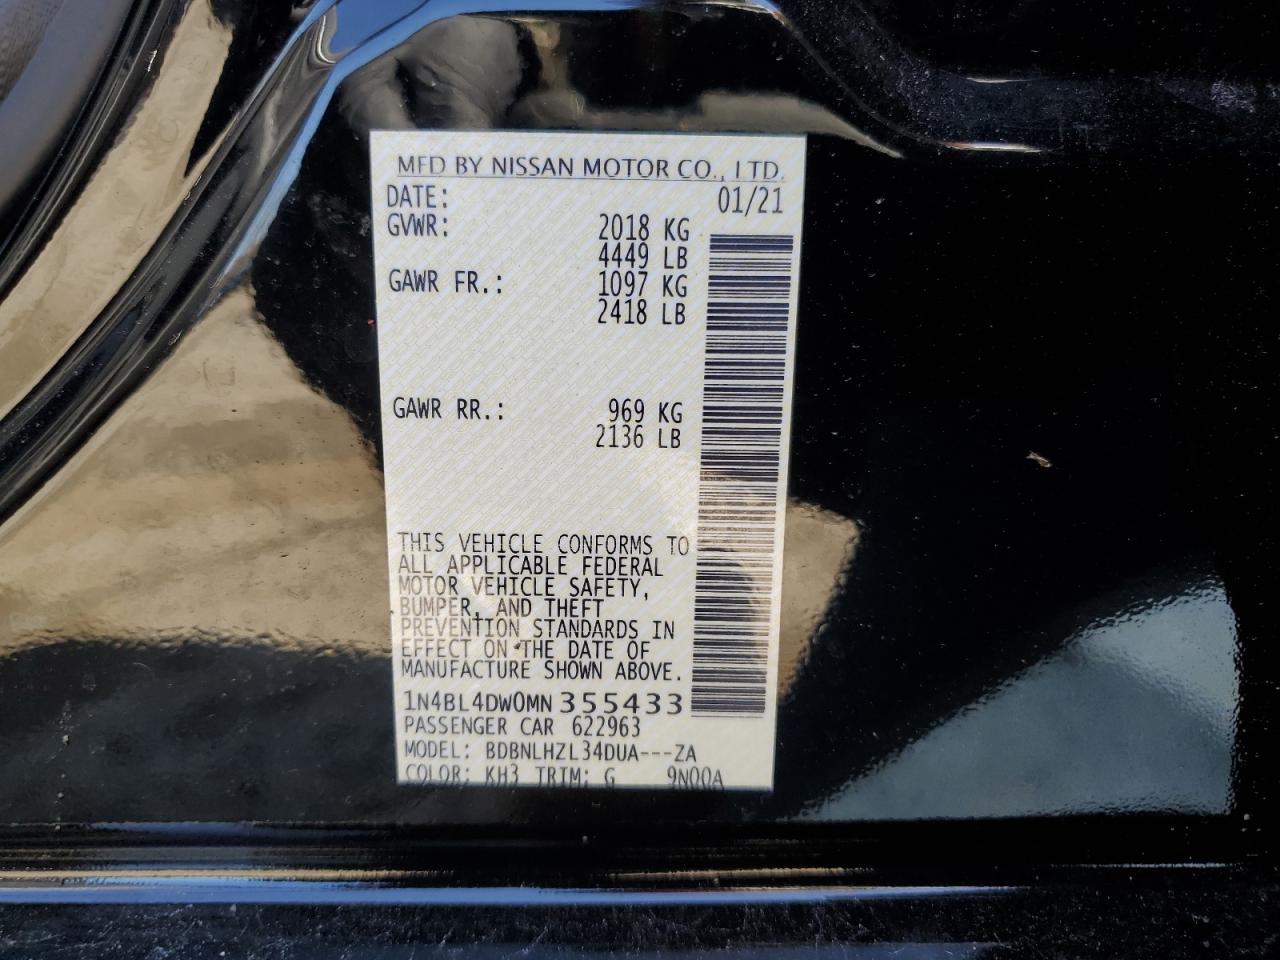 MFD BY NISSAN MOTOR CO., LTD.
DATE: 01/21
GVWR: 2018 KG
4449 LB
GAWR FR.: 1097 KG
2418 LB
GAWR RR.: 969 KG
2136 LB
THIS VEHICLE CONFORMS TO
ALL APPLICABLE FEDERAL
MOTOR VEHICLE SAFETY,
BUMPER, AND THEFT
PREVENTION STANDARDS IN
EFFECT ON THE DATE OF
MANUFACTURE SHOWN ABOVE.
1N4BL4DW0MN355433
PASSENGER CAR 622963
MODEL: BDBNLHZL34DUA---ZA
COLOR: KH3 TRIM: G 9N00A